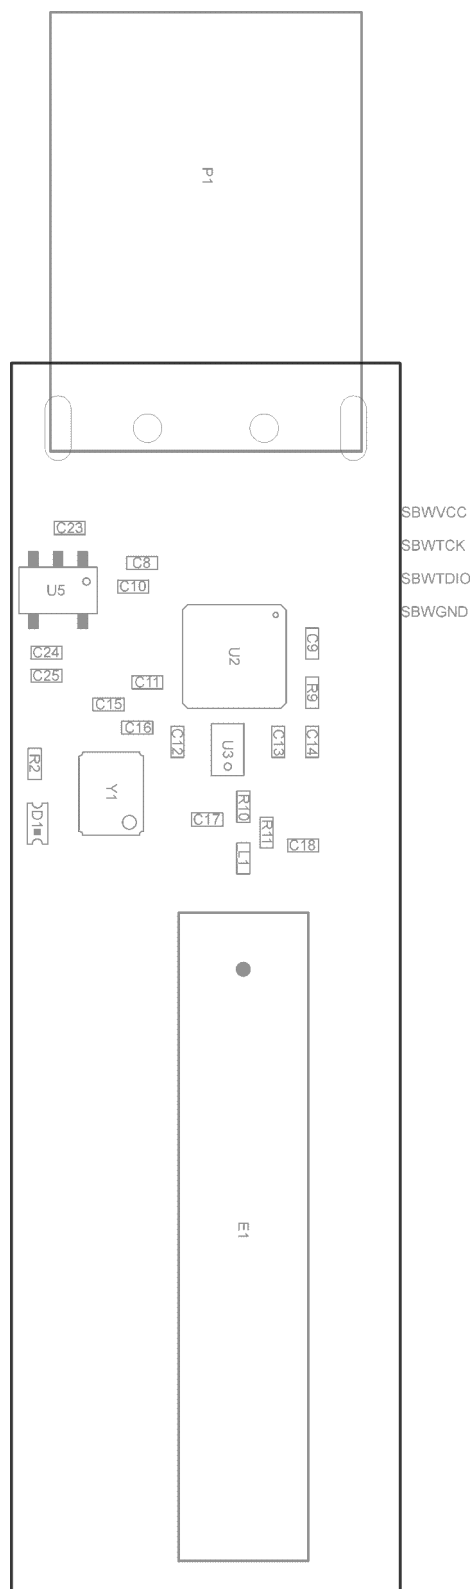 P1
SBWVCC
C23
SBWTCK
C8
SBWTDIO
U5
C10
SBWGND
C9
C24
U2
C25
C11
R9
C15
C16
C12
U3
C13
C14
R2
Y1
R10
D1
C17
R11
C18
L1
E1